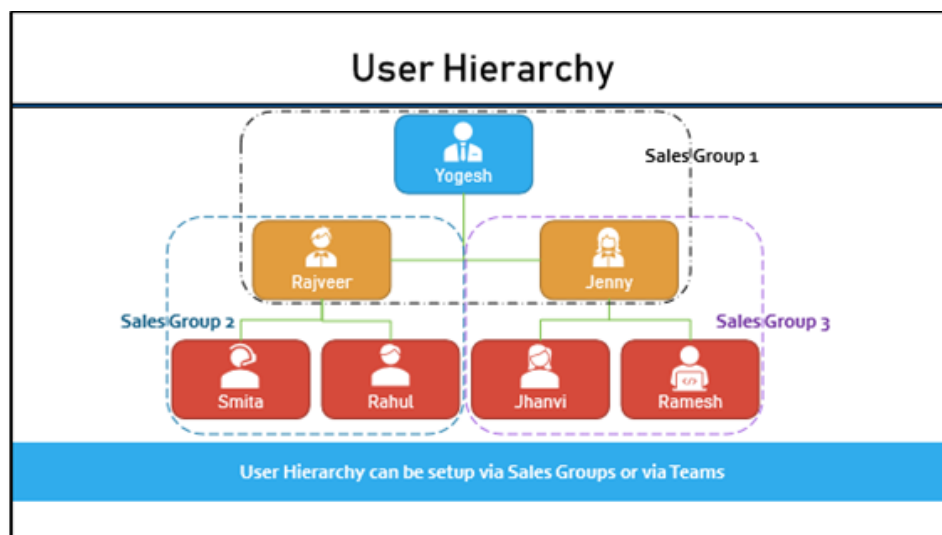 User Hierarchy
Yogesh
Sales Group 1
Rajveer
Jenny
Sales Group 2
Sales Group 3
Smita
Rahul
Jhanvi
Ramesh
User Hierarchy can be setup via Sales Groups or via Teams